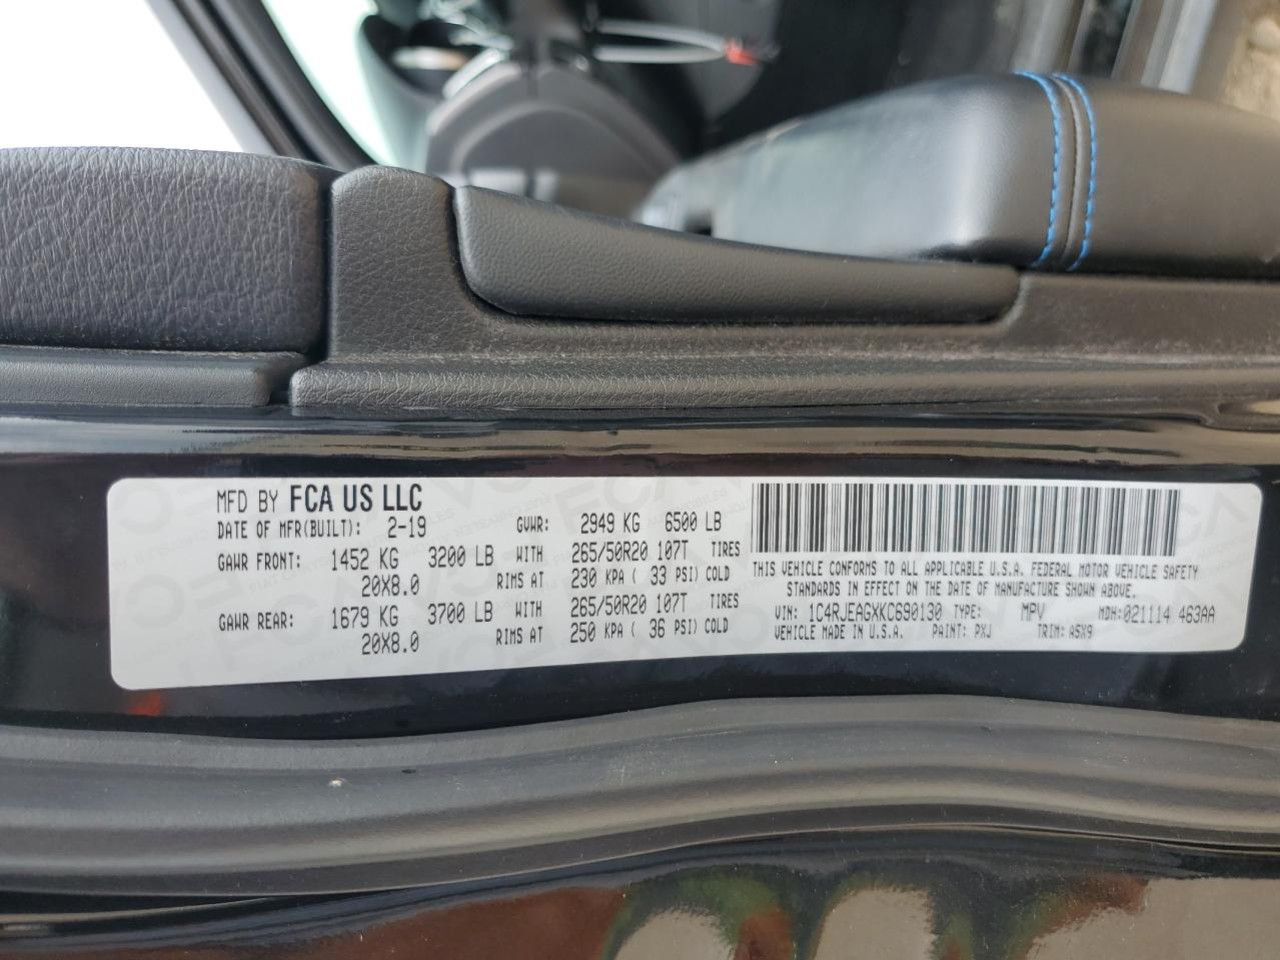 MFD BY FCA US LLC
DATE OF MFR(BUILT): 2-19 GVWR: 2949 KG 6500 LB
GAWR FRONT: 1452 KG 3200 LB WITH 265/50R20 107T TIRES
20X8.0 RIMS AT 230 KPA ( 33 PSI) COLD
GAWR REAR: 1679 KG 3700 LB WITH 265/50R20 107T TIRES
20X8.0 RIMS AT 250 KPA ( 36 PSI) COLD
THIS VEHICLE CONFORMS TO ALL APPLICABLE U.S.A. FEDERAL MOTOR VEHICLE SAFETY
STANDARDS IN EFFECT ON THE DATE OF MANUFACTURE SHOWN ABOVE.
VIN: 1C4RJEAGXKC690130 TYPE: MPV MDH:021114 463AA
VEHICLE MADE IN U.S.A. PAINT: PXJ TRIM: A5X9